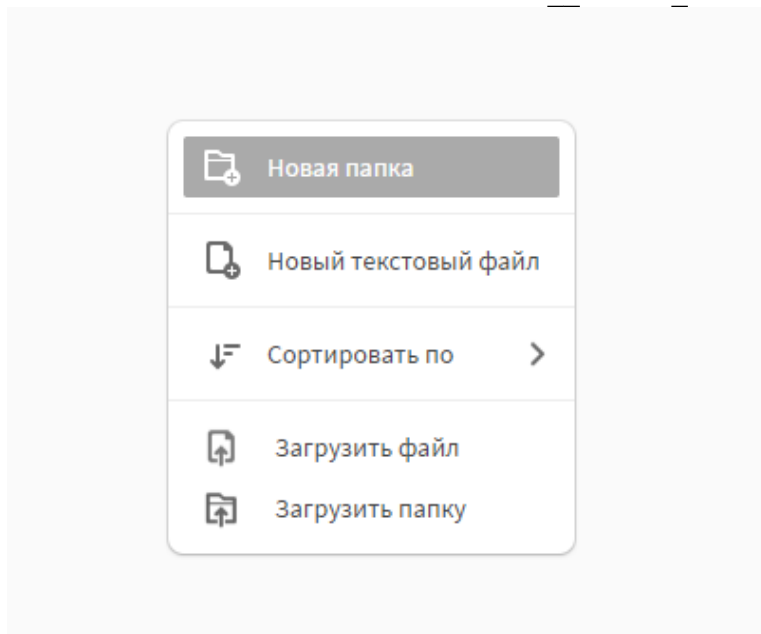 Новая папка
Новый текстовый файл
Сортировать по
Загрузить файл
Загрузить папку